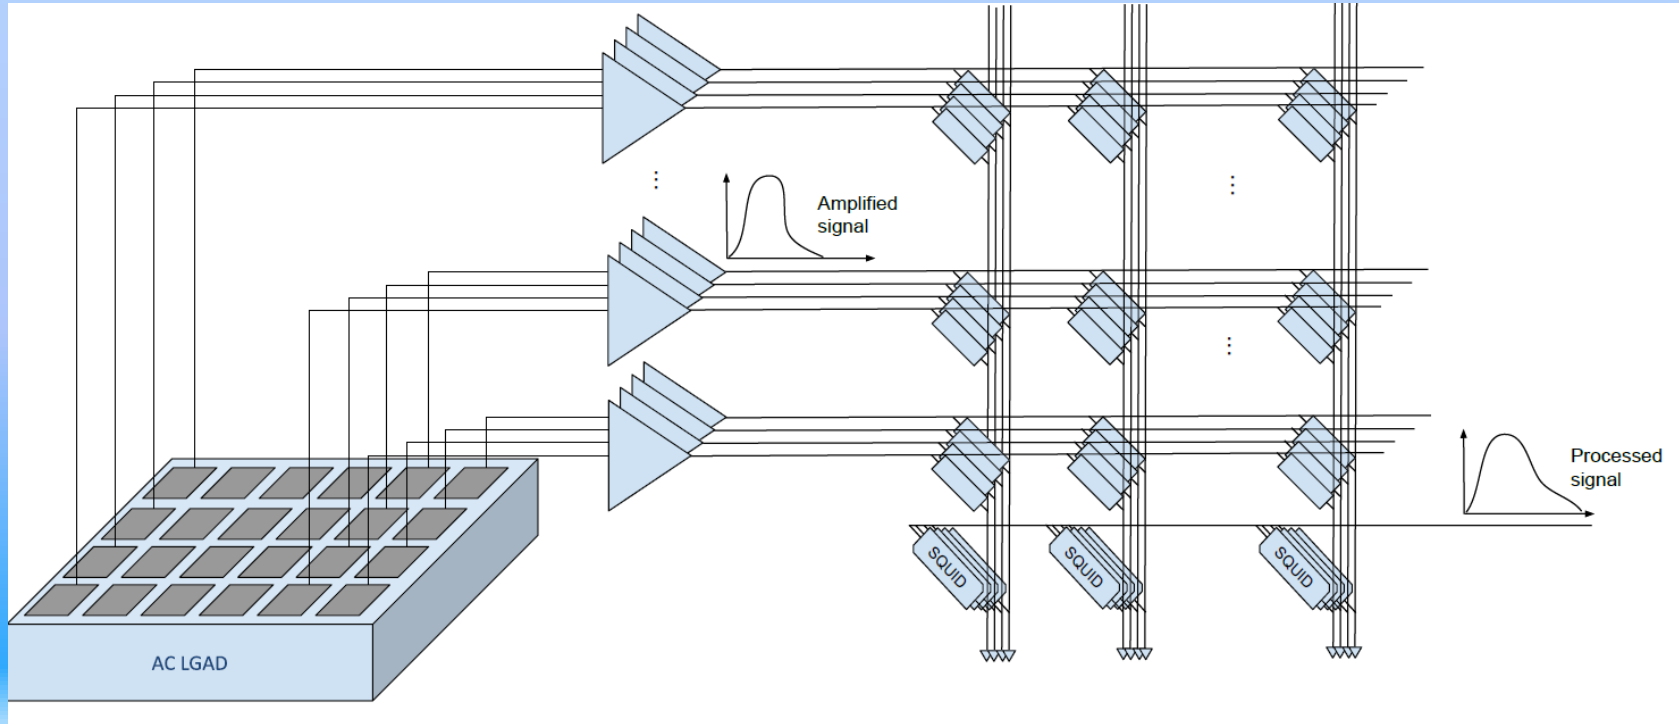 Amplified
signal
Processed
signal
SQUID
SQUID
SQUID
AC LGAD